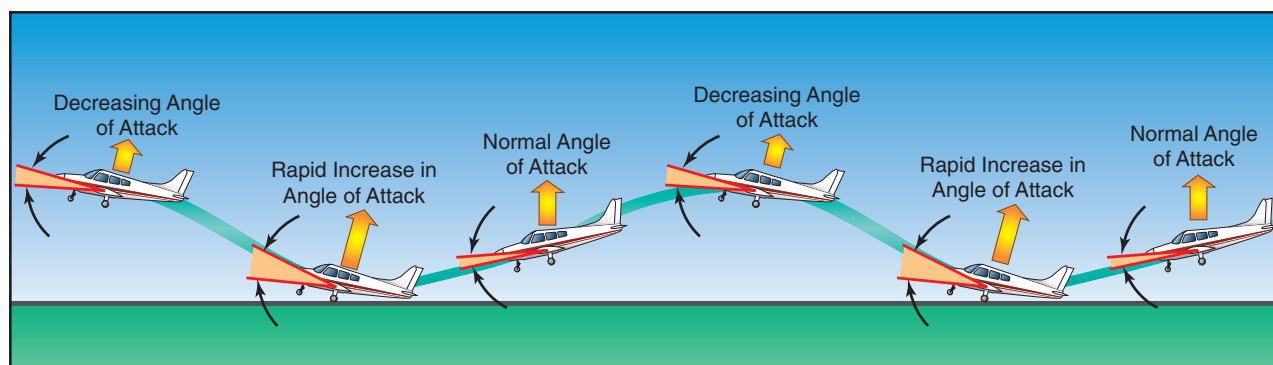 Decreasing Angle
of Attack
Rapid Increase in
Angle of Attack
Normal Angle
of Attack
Decreasing Angle
of Attack
Rapid Increase in
Angle of Attack
Normal Angle
of Attack